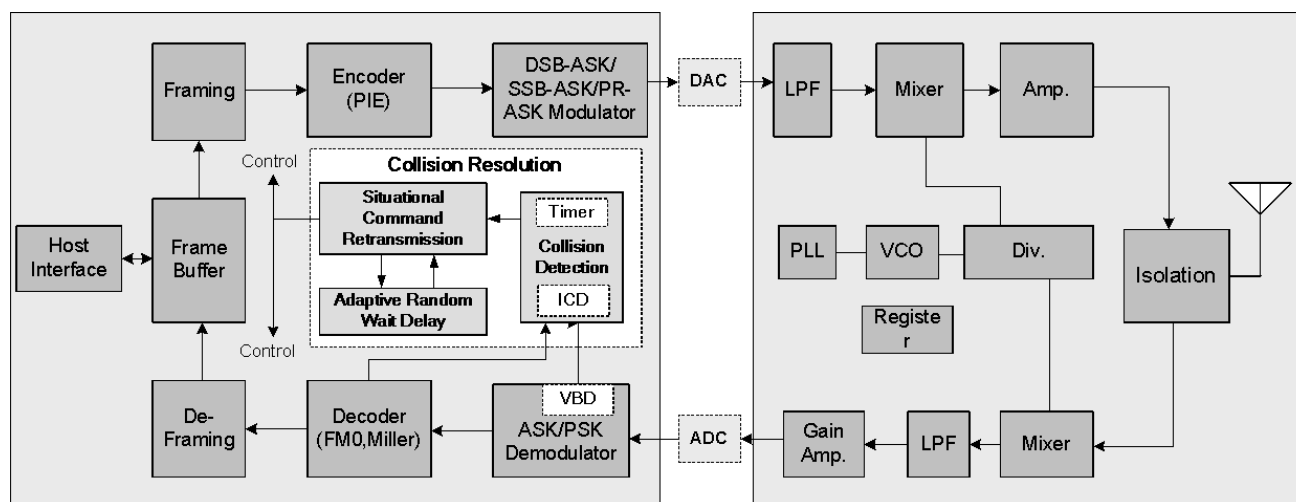 Framing
Encoder
(PIE)
DSB-ASK/
SSB-ASK/PR-
ASK Modulator
DAC
LPF
Mixer
Amp.
Collision Resolution
Control
Situational
Command
Retransmission
Timer
Collision
Detection
ICD
Adaptive Random
Wait Delay
Control
Host
Interface
Frame
Buffer
PLL
VCO
Div.
Isolation
Registe
r
De-
Framing
Decoder
(FM0,Miller)
VBD
ASK/PSK
Demodulator
ADC
Gain
Amp.
LPF
Mixer